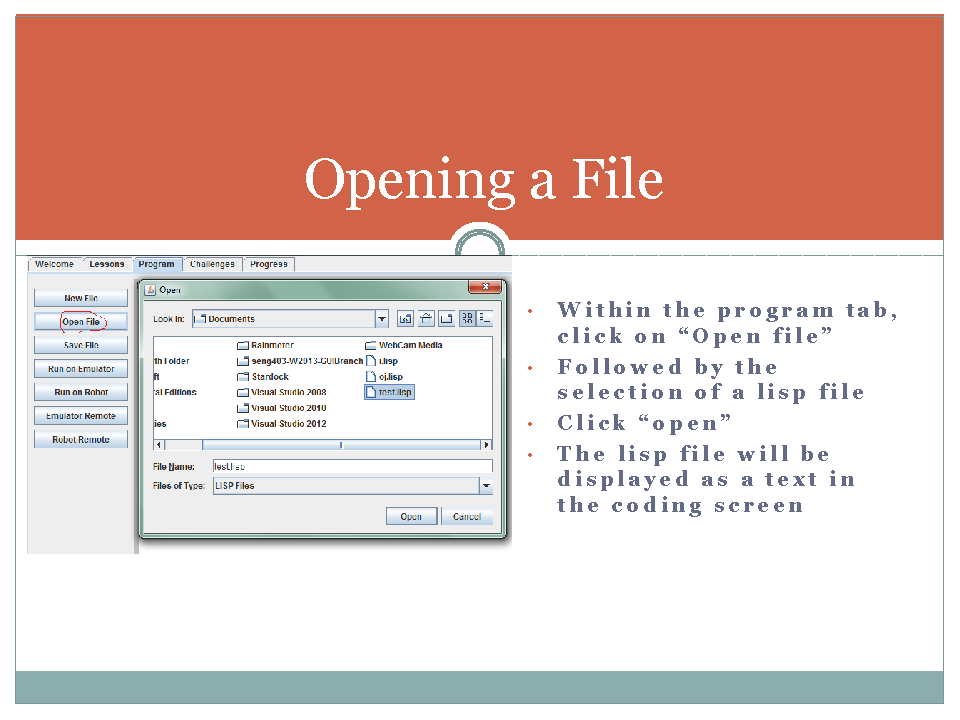 Opening a File
Welcome Lessons Program Challenges Progress
New File
Open File
Save File
Run on Emulator
Run on Robot
Emulator Remote
Robot Remote
Open
Look In: Documents
Rainmeter WebCam Media
th Folder seng403-W2013-GUIBranch i.lisp
ft Stardock oj.lisp
tal Editions Visual Studio 2008 test.lisp
Visual Studio 2010
ies Visual Studio 2012
File Name: test.lisp
Files of Type: LISP Files
Open Cancel
• Within the program tab,
click on “Open file”
• Followed by the
selection of a lisp file
• Click “open”
• The lisp file will be
displayed as a text in
the coding screen